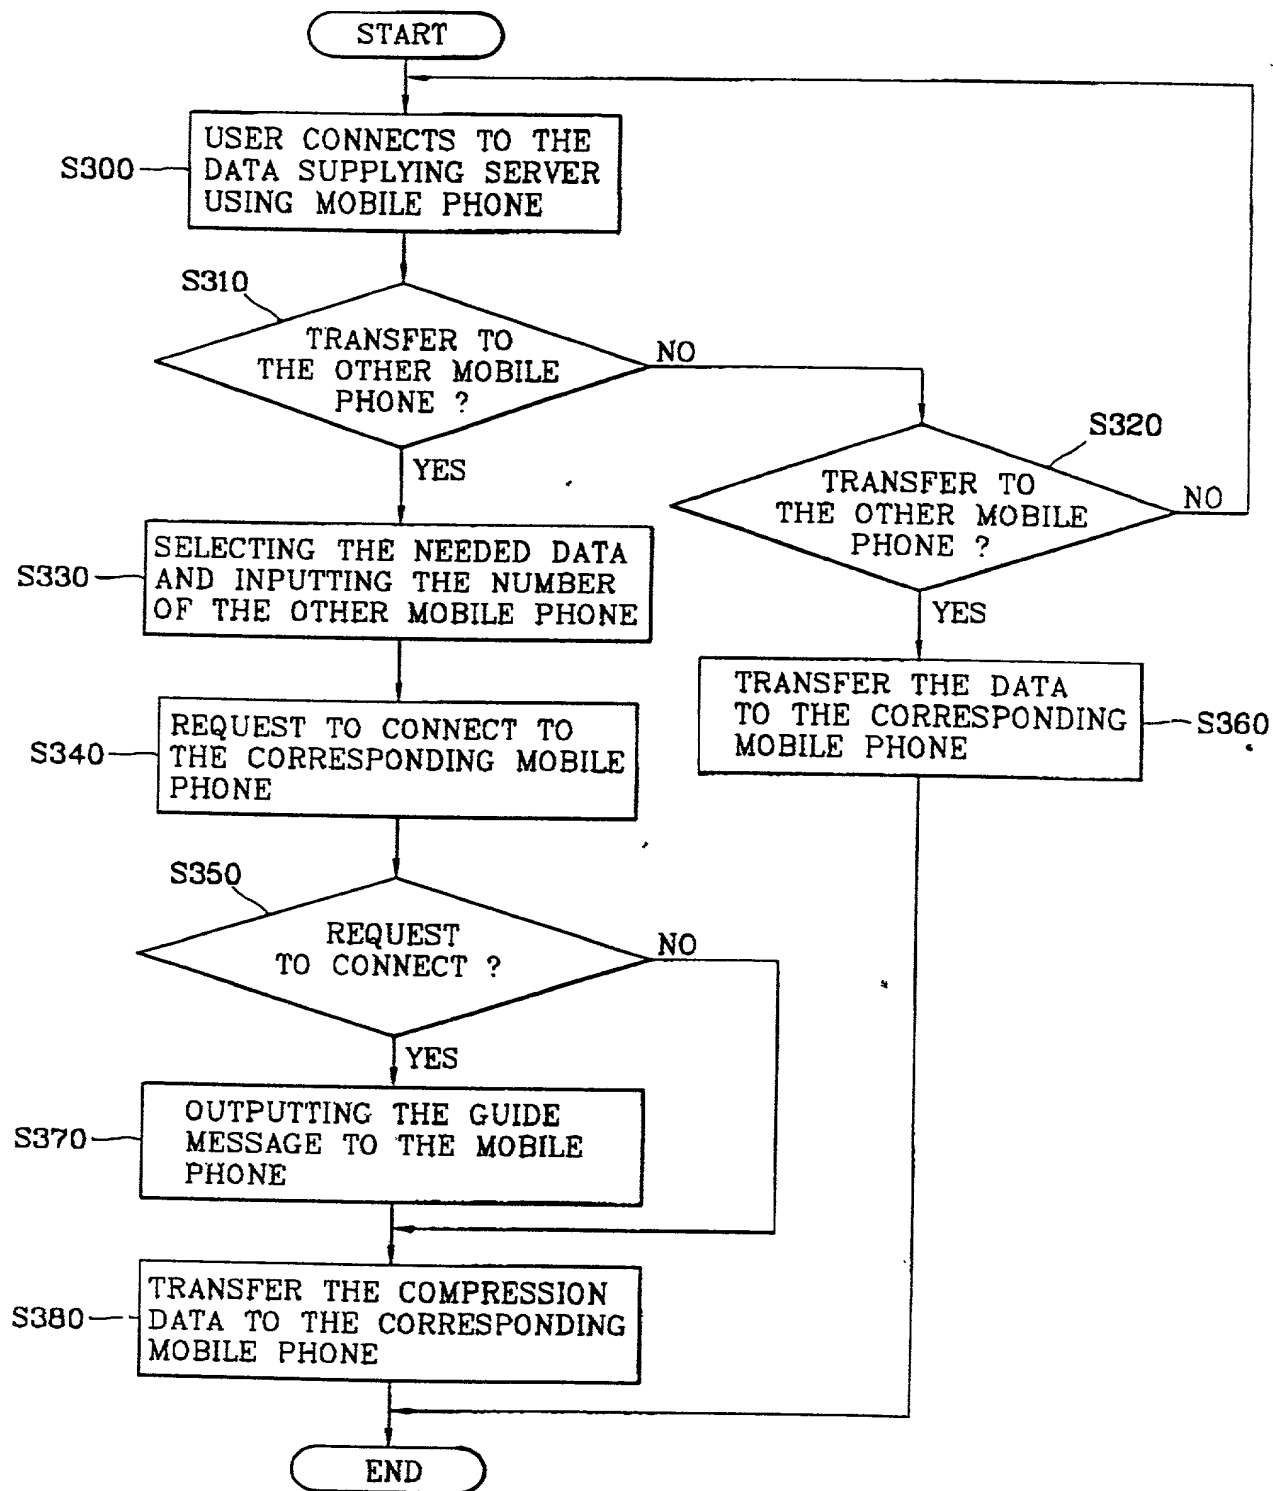 START
S300
USER CONNECTS TO THE
DATA SUPPLYING SERVER
USING MOBILE PHONE
S310
TRANSFER TO
THE OTHER MOBILE
PHONE ?
NO
YES
S320
TRANSFER TO
THE OTHER MOBILE
PHONE ?
NO
YES
S330
SELECTING THE NEEDED DATA
AND INPUTTING THE NUMBER
OF THE OTHER MOBILE PHONE
S360
TRANSFER THE DATA
TO THE CORRESPONDING
MOBILE PHONE
S340
REQUEST TO CONNECT TO
THE CORRESPONDING MOBILE
PHONE
S350
REQUEST
TO CONNECT ?
NO
YES
S370
OUTPUTTING THE GUIDE
MESSAGE TO THE MOBILE
PHONE
S380
TRANSFER THE COMPRESSION
DATA TO THE CORRESPONDING
MOBILE PHONE
END